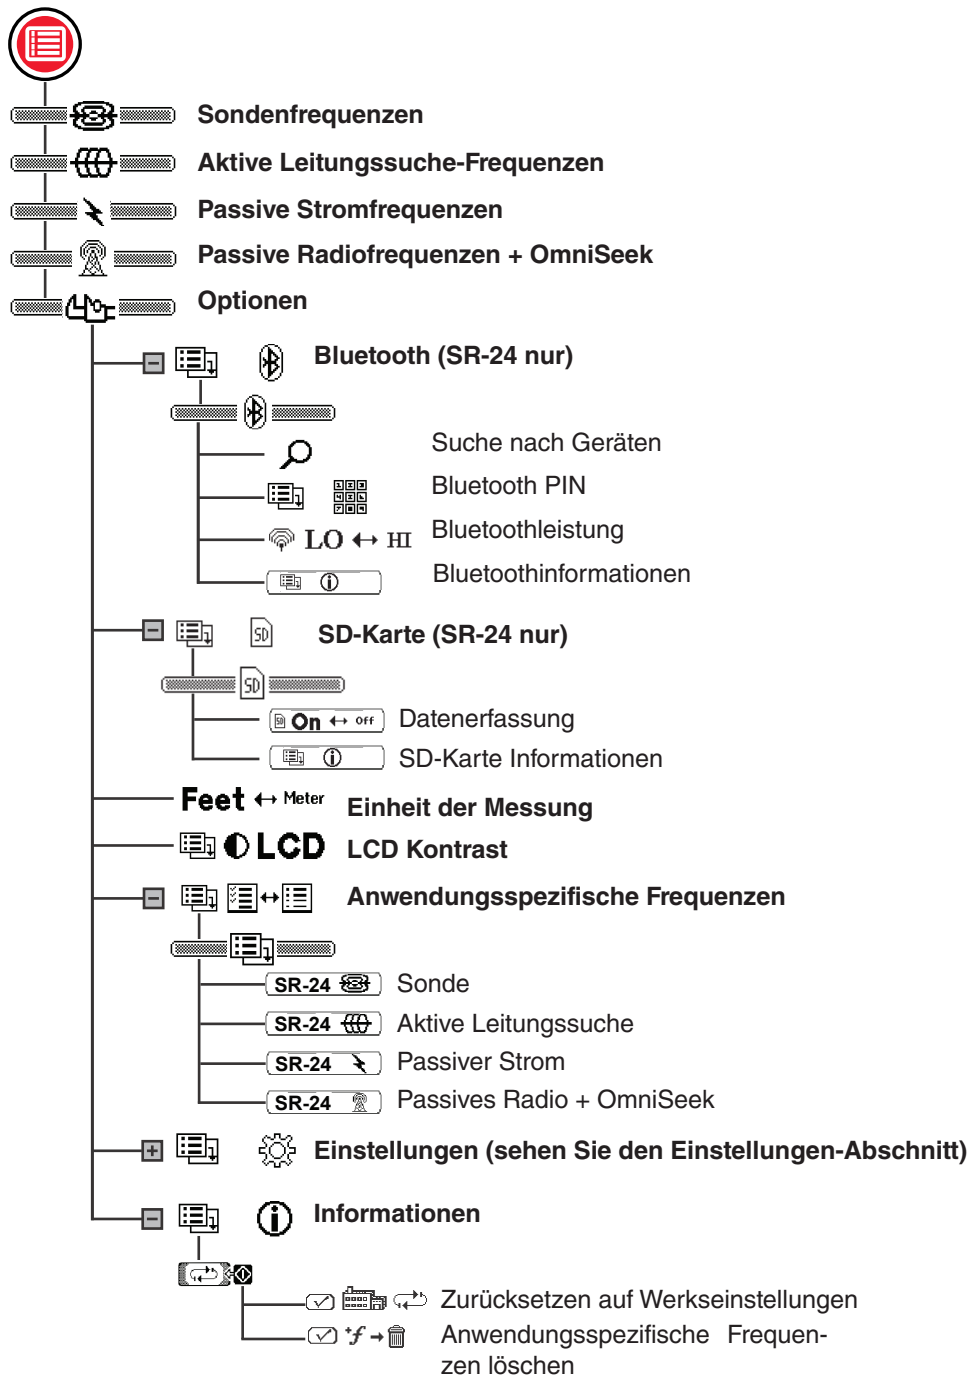 Sondenfrequenzen
Aktive Leitungssuche-Frequenzen
Passive Stromfrequenzen
Passive Radiofrequenzen + OmniSeek
Optionen
Bluetooth (SR-24 nur)
Suche nach Geräten
Bluetooth PIN
LO ↔ HI Bluetoothleistung
Bluetoothinformationen
SD SD-Karte (SR-24 nur)
SD
SD On ↔ Off Datenerfassung
SD-Karte Informationen
Feet ↔ Meter Einheit der Messung
LCD LCD Kontrast
Anwendungsspezifische Frequenzen
SR-24 Sonde
SR-24 Aktive Leitungssuche
SR-24 Passiver Strom
SR-24 Passives Radio + OmniSeek
Einstellungen (sehen Sie den Einstellungen-Abschnitt)
Informationen
Zurücksetzen auf Werkseinstellungen
+f → Anwendungsspezifische Frequen-
zen löschen